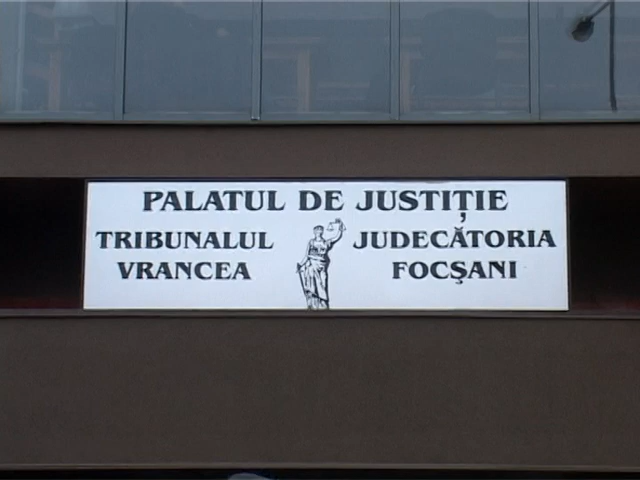 PALATUL DE JUSTIȚIE
TRIBUNALUL
VRANCEA
JUDECĂTORIA
FOCȘANI